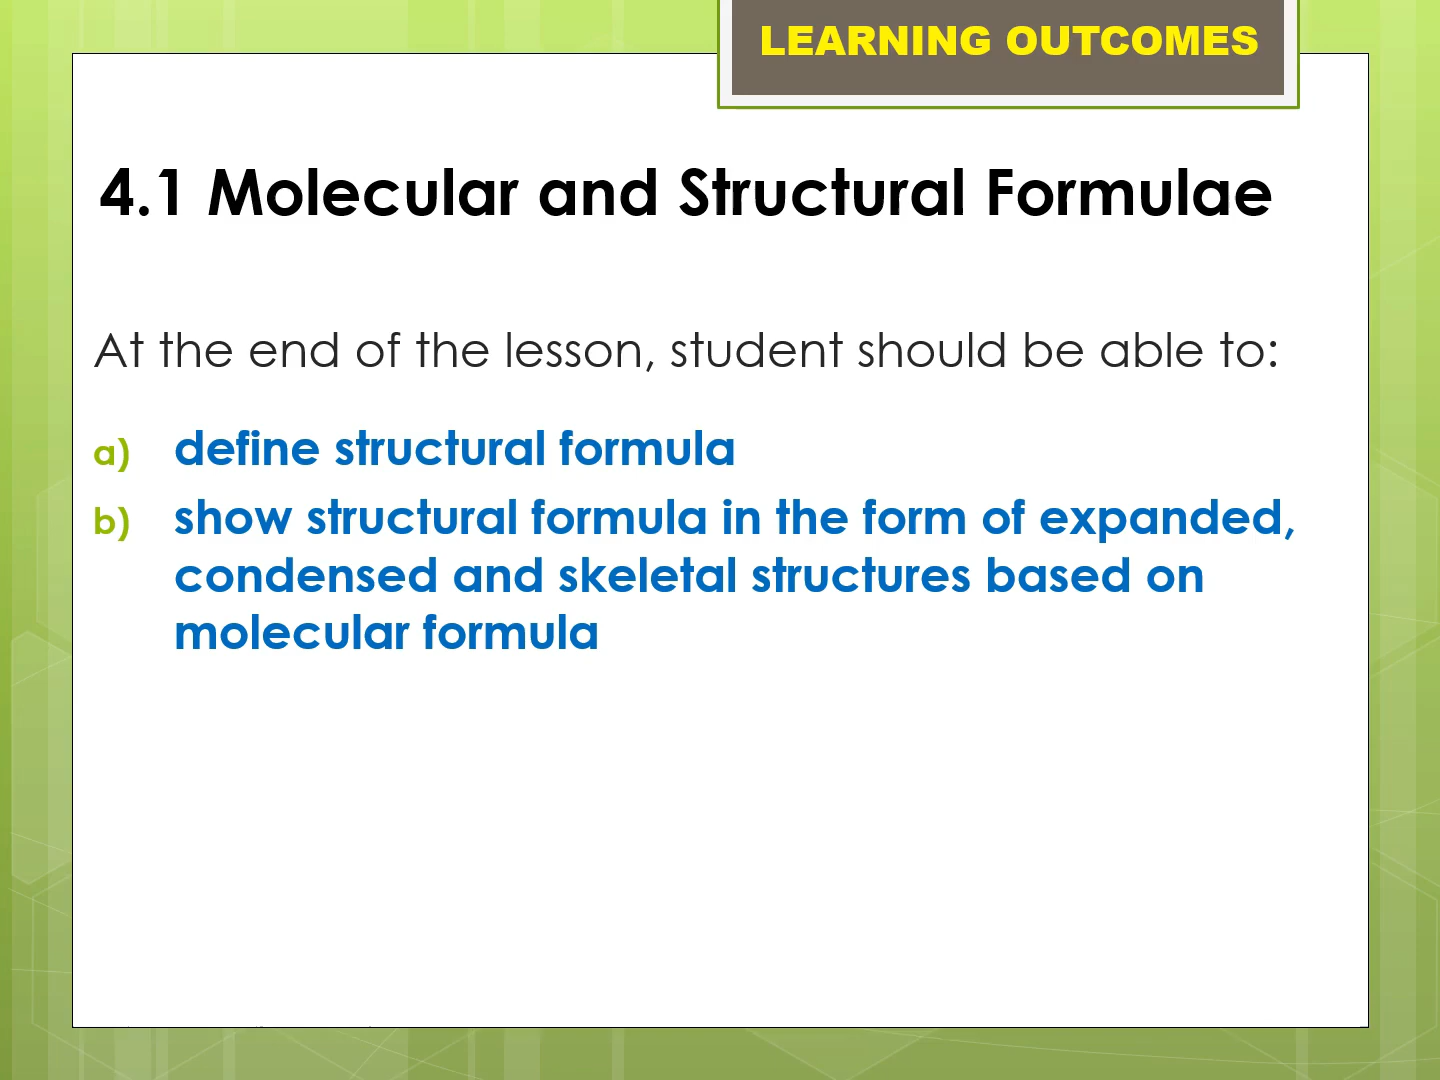 LEARNING OUTCOMES
4.1 Molecular and Structural Formulae
At the end of the lesson, student should be able to:
a) define structural formula
b) show structural formula in the form of expanded,
condensed and skeletal structures based on
molecular formula